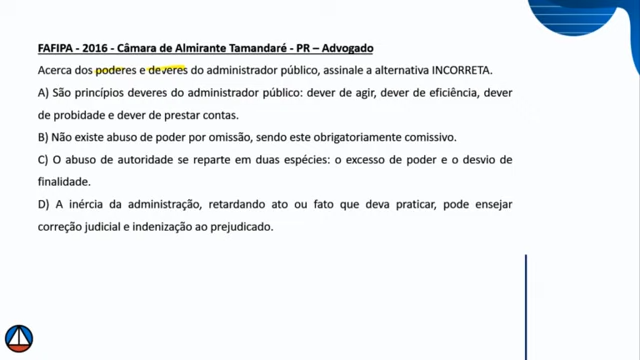 FAFIPA - 2016 - Câmara de Almirante Tamandaré - PR – Advogado
Acerca dos poderes e deveres do administrador público, assinale a alternativa INCORRETA.
A) São princípios deveres do administrador público: dever de agir, dever de eficiência, dever
de probidade e dever de prestar contas.
B) Não existe abuso de poder por omissão, sendo este obrigatoriamente comissivo.
C) O abuso de autoridade se reparte em duas espécies: o excesso de poder e o desvio de
finalidade.
D) A inércia da administração, retardando ato ou fato que deva praticar, pode ensejar
correção judicial e indenização ao prejudicado.